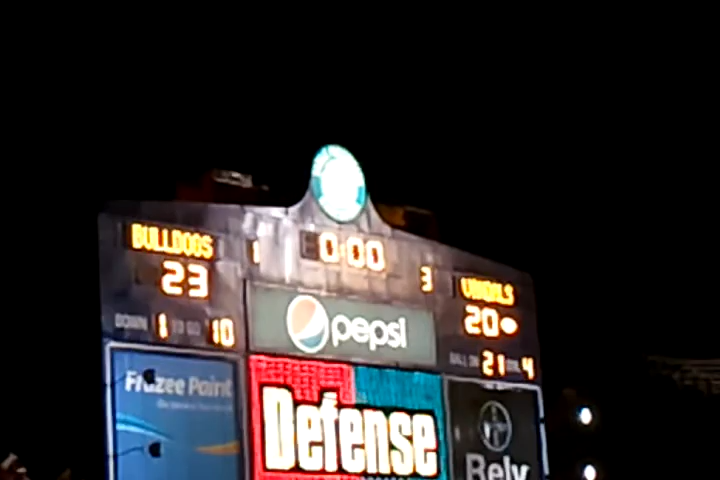 BULLDOGS 1 0:00 3 VANDALS
23 20
DOWN 1 TO GO 10 BALL ON 21 QTR. 4
pepsi
Frazee Paint
Defense
Rely